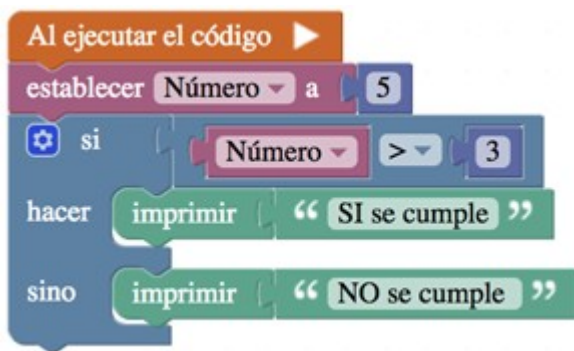 Al ejecutar el código
establecer Número a 5
si Número > 3
hacer imprimir “ SI se cumple ”
sino imprimir “ NO se cumple ”